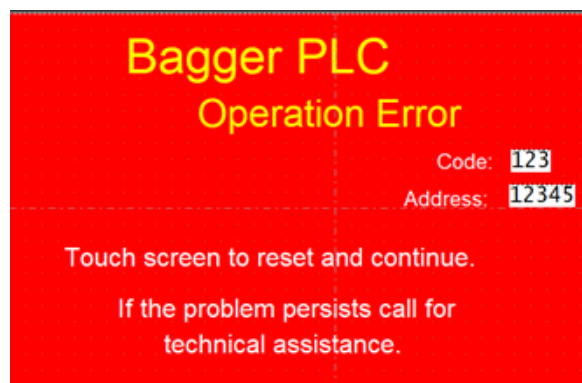 Bagger PLC
Operation Error
Code: 123
Address: 12345
Touch screen to reset and continue.
If the problem persists call for
technical assistance.